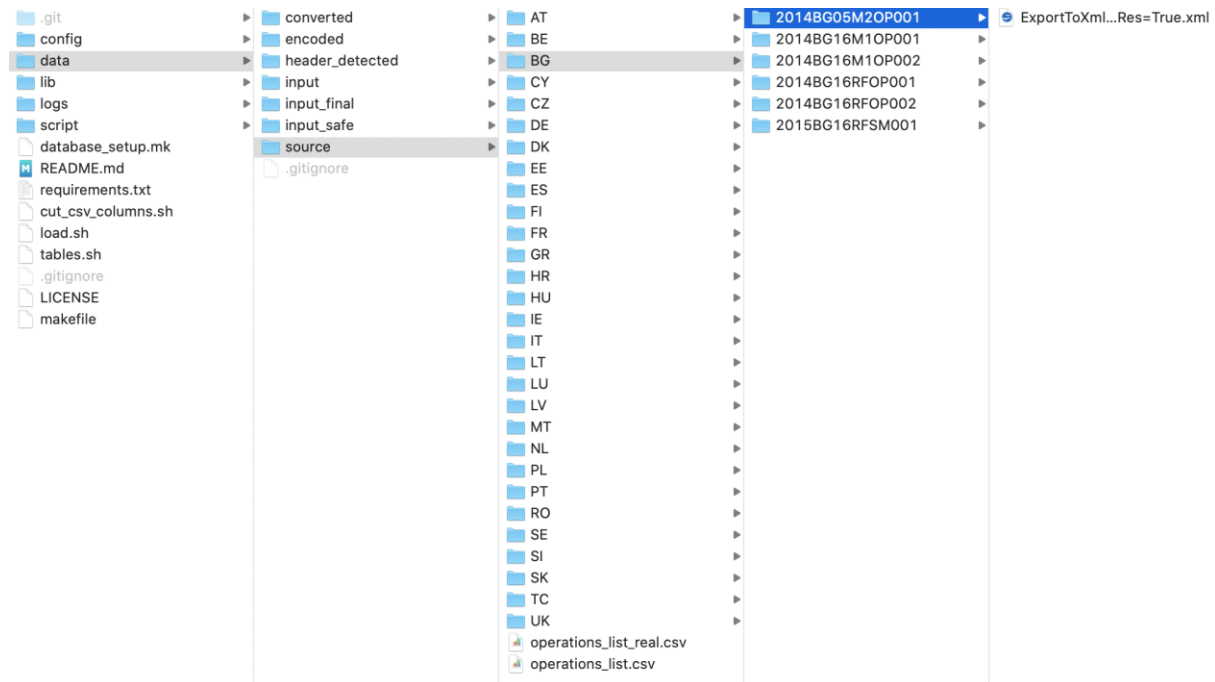 .git
config
data
lib
logs
script
database_setup.mk
README.md
requirements.txt
cut_csv_columns.sh
load.sh
tables.sh
.gitignore
LICENSE
makefile
converted
encoded
header_detected
input
input_final
input_safe
source
.gitignore
AT
BE
BG
CY
CZ
DE
DK
EE
ES
FI
FR
GR
HR
HU
IE
IT
LT
LU
LV
MT
NL
PL
PT
RO
SE
SI
SK
TC
UK
operations_list_real.csv
operations_list.csv
2014BG05M2OP001
2014BG16M1OP001
2014BG16M1OP002
2014BG16RFOP001
2014BG16RFOP002
2015BG16RFSM001
ExportToXml...Res=True.xml